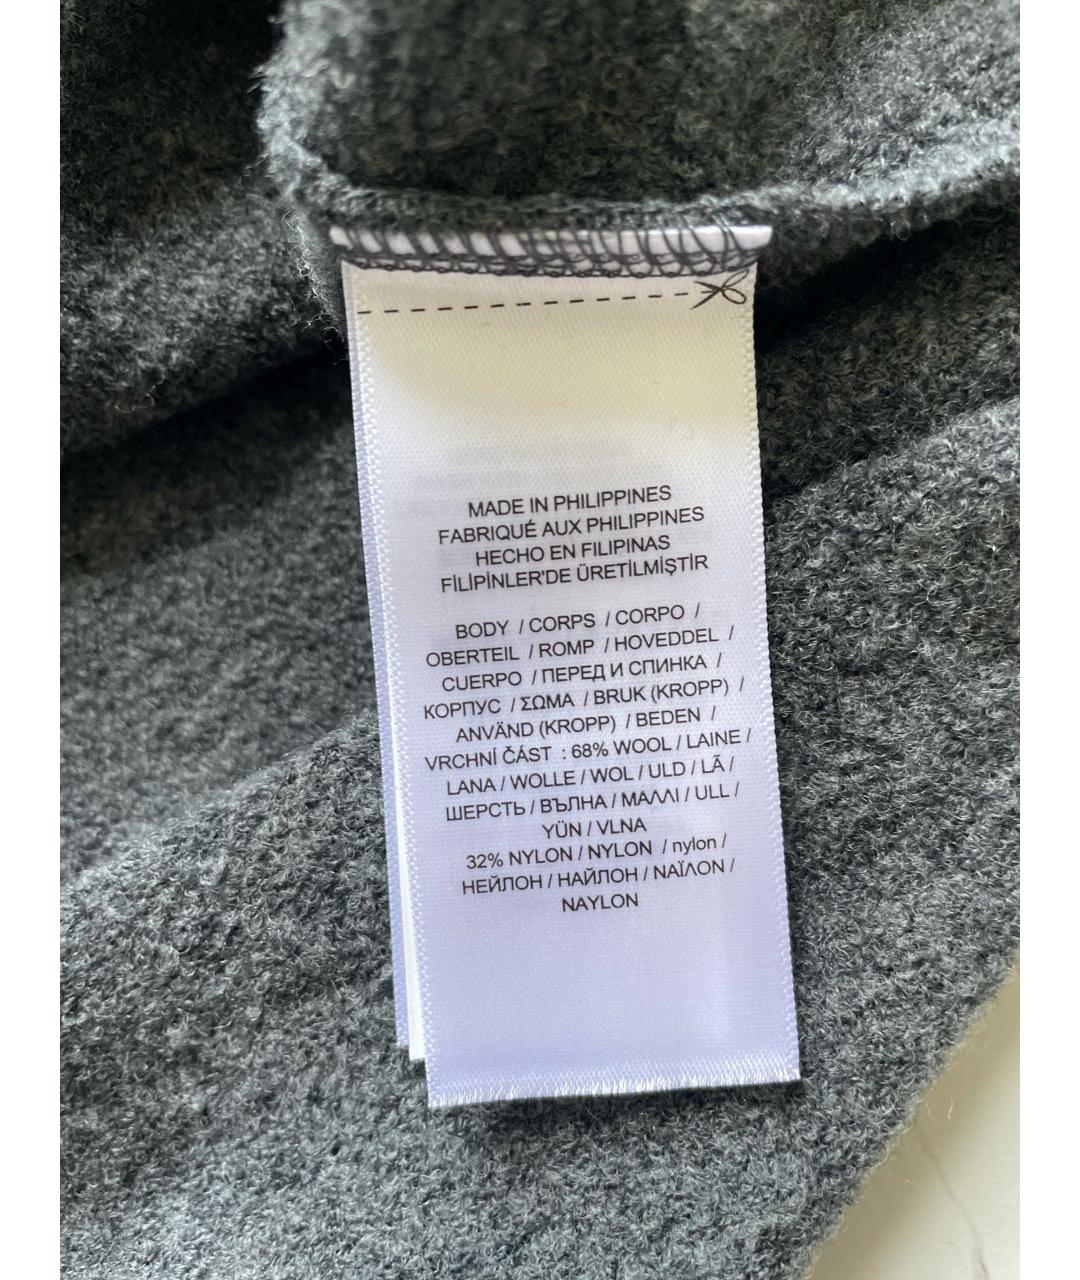 MADE IN PHILIPPINES
FABRIQUÉ AUX PHILIPPINES
HECHO EN FILIPINAS
FİLİPİNLER'DE ÜRETİLMİŞTİR
BODY / CORPS / CORPO /
OBERTEIL / ROMP / HOVEDDEL /
CUERPO / ПЕРЕД И СПИНКА /
КОРПУС / ΣΩΜΑ / BRUK (KROPP) /
ANVÄND (KROPP) / BEDEN /
VRCHNÍ ČÁST : 68% WOOL / LAINE /
LANA / WOLLE / WOL / ULD / LÃ /
ШЕРСТЬ / ВЪЛНА / ΜΑΛΛΙ / ULL /
YÜN / VLNA
32% NYLON / NYLON / nylon /
НЕЙЛОН / НАЙЛОН / ΝΑΪΛΟΝ /
NAYLON